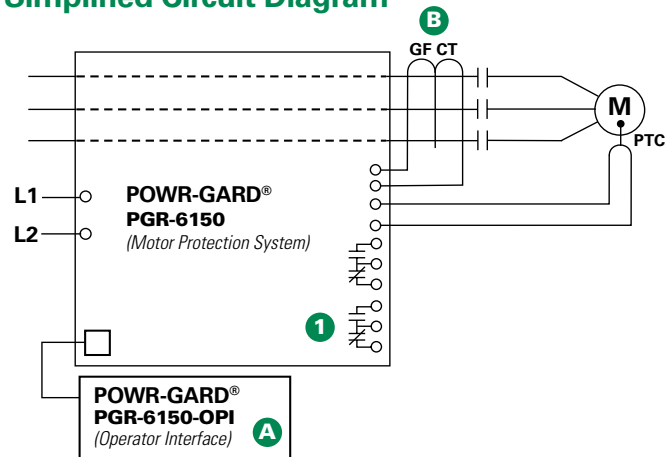 Simplified Circuit Diagram
B
GF CT
M
PTC
L1
L2
POWR-GARD®
PGR-6150
(Motor Protection System)
1
POWR-GARD®
PGR-6150-OPI
(Operator Interface)
A